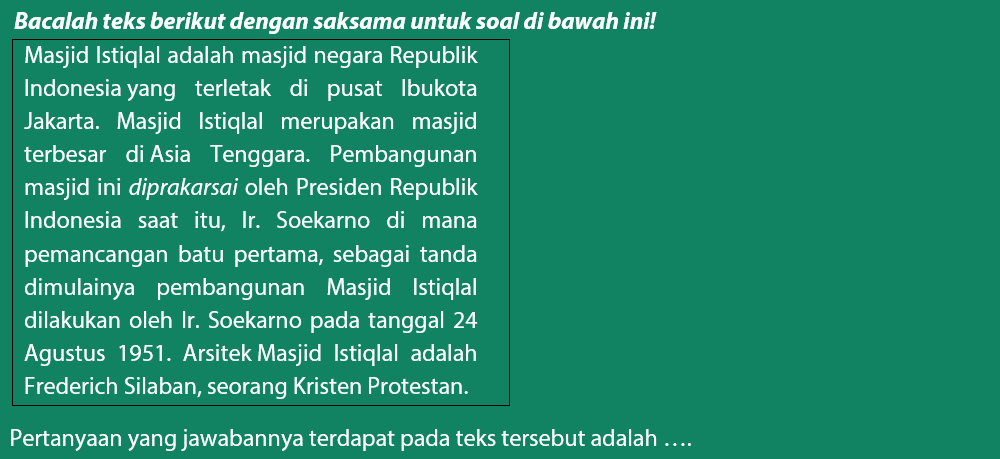 Bacalah teks berikut dengan saksama untuk soal di bawah ini!
Masjid Istiqlal adalah masjid negara Republik
Indonesia yang terletak di pusat Ibukota
Jakarta. Masjid Istiqlal merupakan masjid
terbesar di Asia Tenggara. Pembangunan
masjid ini diprakarsai oleh Presiden Republik
Indonesia saat itu, Ir. Soekarno di mana
pemancangan batu pertama, sebagai tanda
dimulainya pembangunan Masjid Istiqlal
dilakukan oleh Ir. Soekarno pada tanggal 24
Agustus 1951. Arsitek Masjid Istiqlal adalah
Frederich Silaban, seorang Kristen Protestan.
Pertanyaan yang jawabannya terdapat pada teks tersebut adalah ….